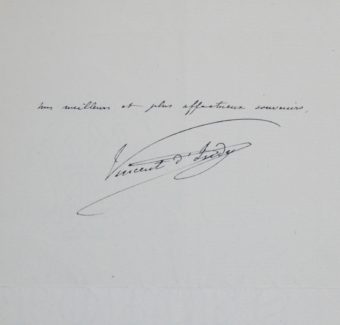 mes meilleurs et plus affectueux souvenirs.
Vincent d'Indy